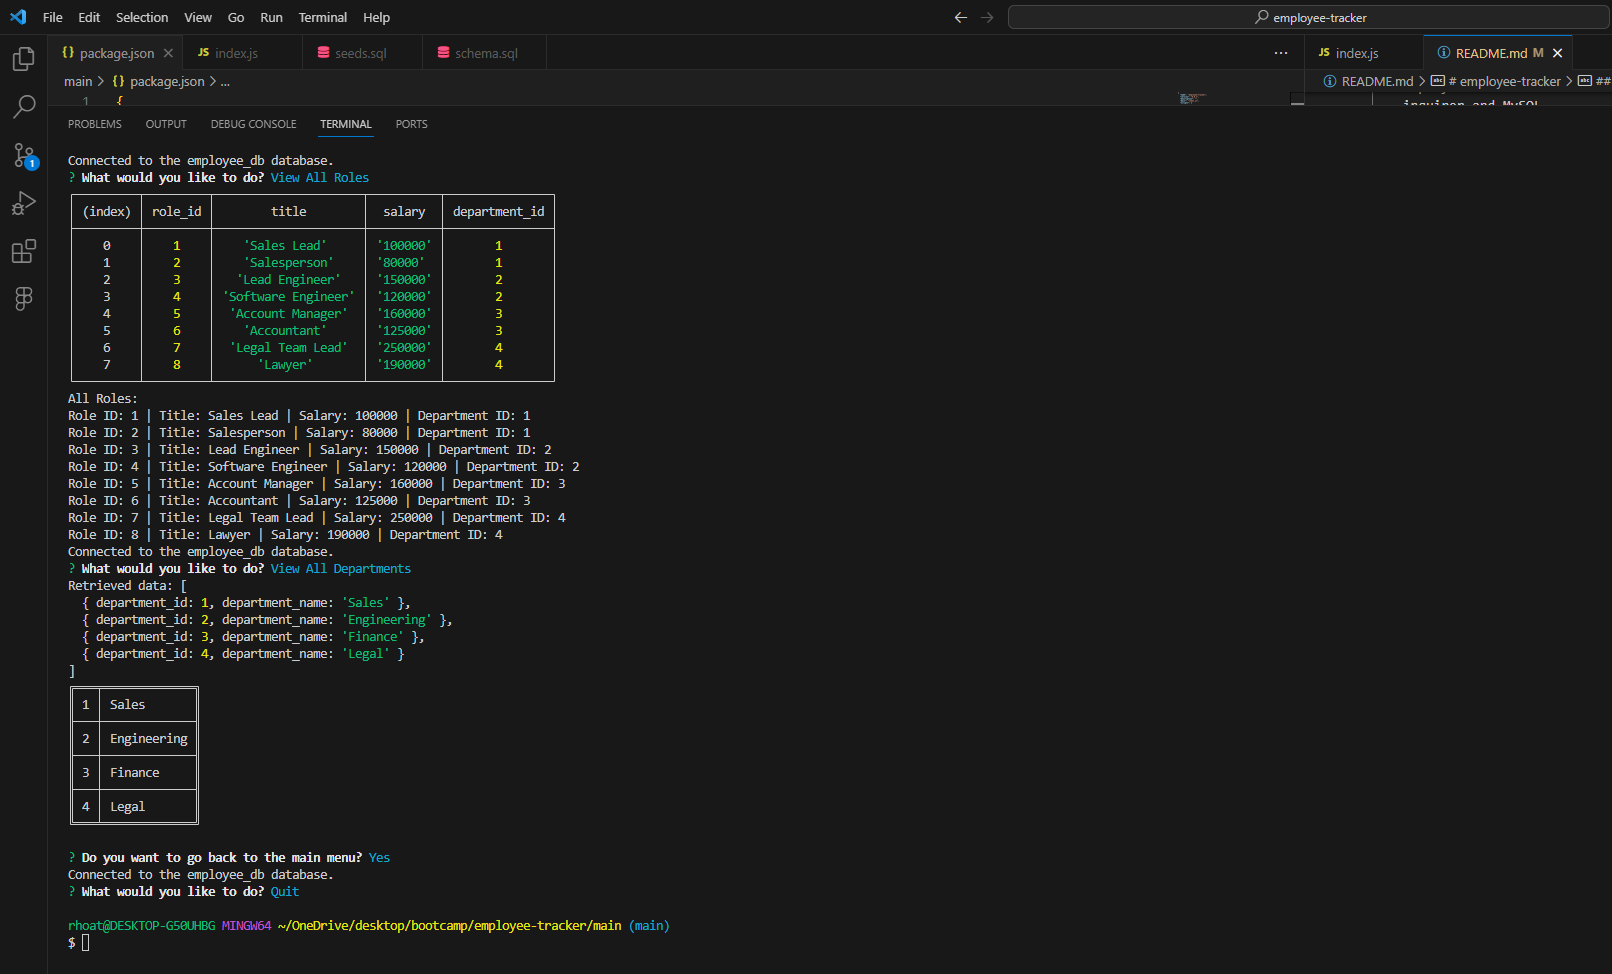 File Edit Selection View Go Run Terminal Help
employee-tracker
{} package.json
JS index.js
seeds.sql
schema.sql
...
JS index.js
README.md M
main > {} package.json > ...
README.md > # employee-tracker > ##
1 {
inquirer and MySQL
1
PROBLEMS OUTPUT DEBUG CONSOLE TERMINAL PORTS
Connected to the employee_db database.
? What would you like to do? View All Roles
(index) role_id title salary department_id
0 1 'Sales Lead' '100000' 1
1 2 'Salesperson' '80000' 1
2 3 'Lead Engineer' '150000' 2
3 4 'Software Engineer' '120000' 2
4 5 'Account Manager' '160000' 3
5 6 'Accountant' '125000' 3
6 7 'Legal Team Lead' '250000' 4
7 8 'Lawyer' '190000' 4
All Roles:
Role ID: 1 | Title: Sales Lead | Salary: 100000 | Department ID: 1
Role ID: 2 | Title: Salesperson | Salary: 80000 | Department ID: 1
Role ID: 3 | Title: Lead Engineer | Salary: 150000 | Department ID: 2
Role ID: 4 | Title: Software Engineer | Salary: 120000 | Department ID: 2
Role ID: 5 | Title: Account Manager | Salary: 160000 | Department ID: 3
Role ID: 6 | Title: Accountant | Salary: 125000 | Department ID: 3
Role ID: 7 | Title: Legal Team Lead | Salary: 250000 | Department ID: 4
Role ID: 8 | Title: Lawyer | Salary: 190000 | Department ID: 4
Connected to the employee_db database.
? What would you like to do? View All Departments
Retrieved data: [
{ department_id: 1, department_name: 'Sales' },
{ department_id: 2, department_name: 'Engineering' },
{ department_id: 3, department_name: 'Finance' },
{ department_id: 4, department_name: 'Legal' }
]
1 Sales
2 Engineering
3 Finance
4 Legal
? Do you want to go back to the main menu? Yes
Connected to the employee_db database.
? What would you like to do? Quit
rhoat@DESKTOP-G50UHBG MINGW64 ~/OneDrive/desktop/bootcamp/employee-tracker/main (main)
$